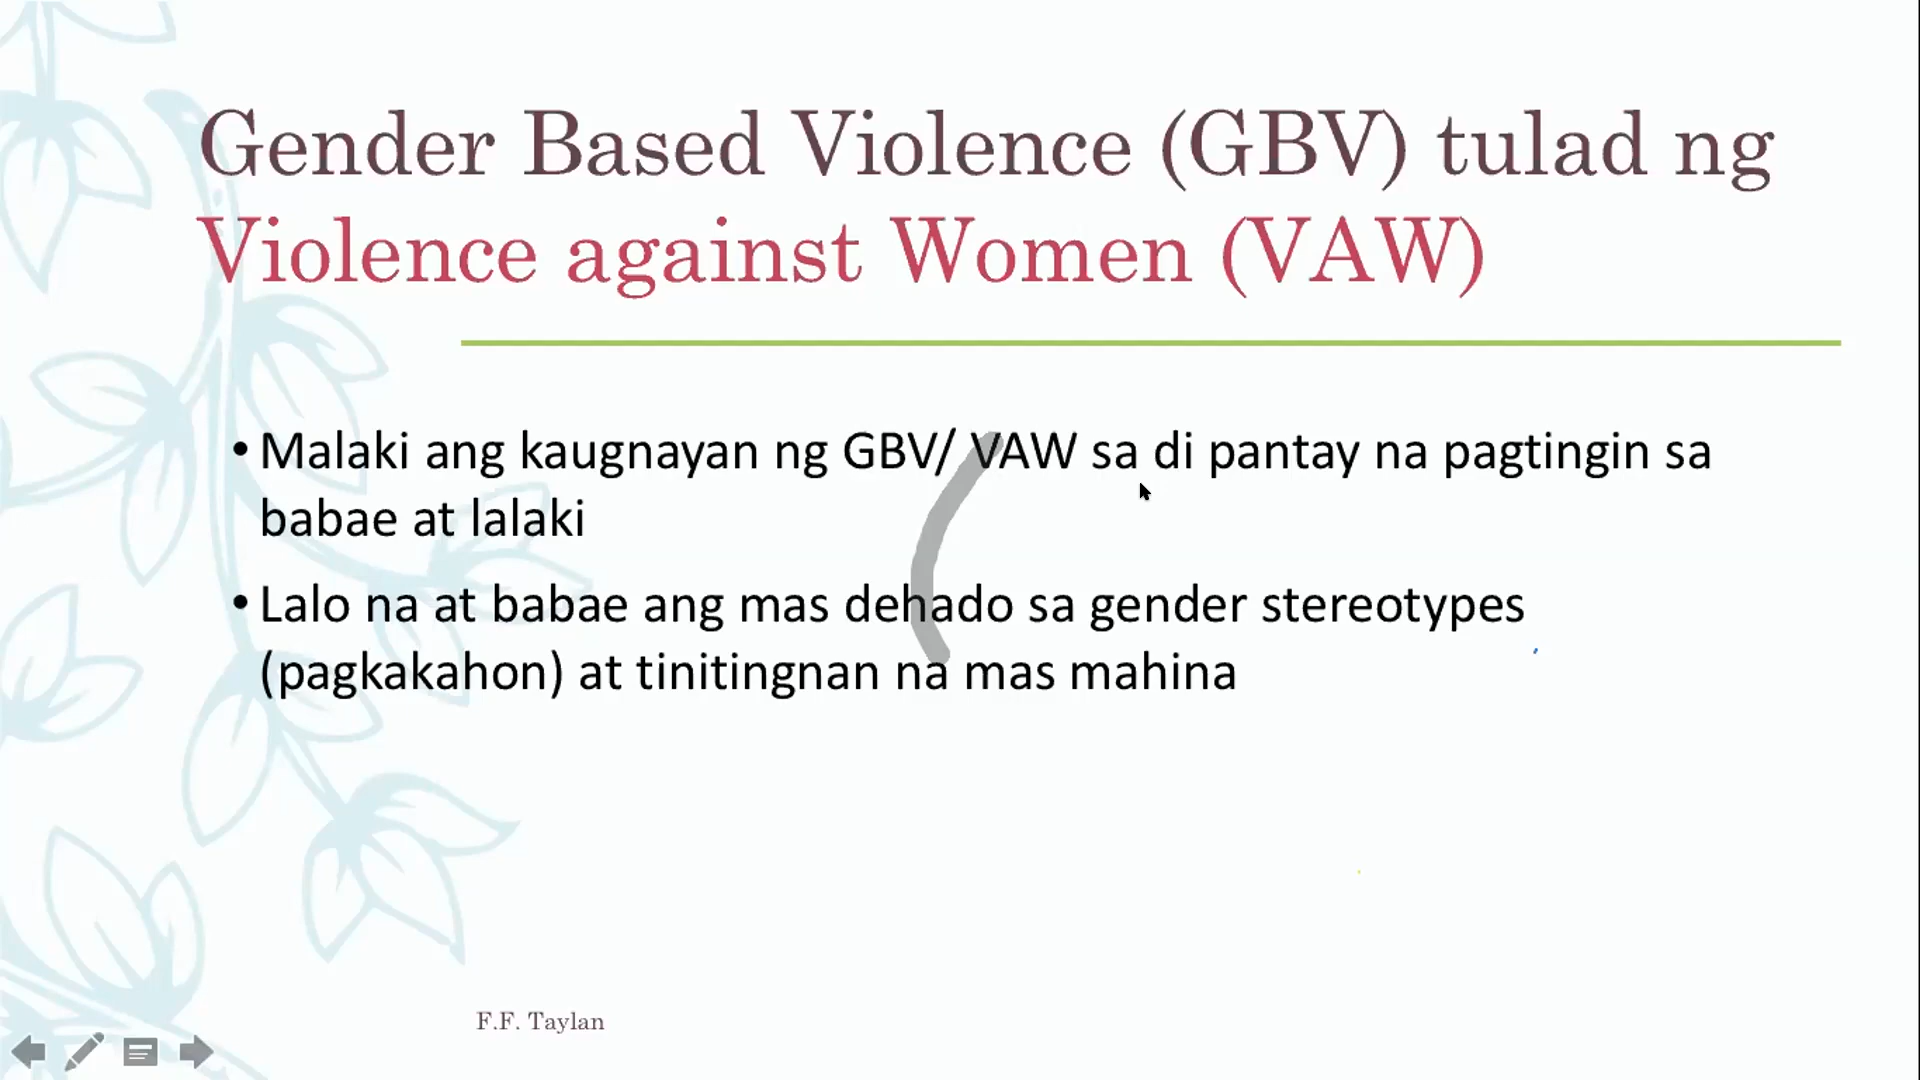 Gender Based Violence (GBV) tulad ng
Violence against Women (VAW)
• Malaki ang kaugnayan ng GBV/ VAW sa di pantay na pagtingin sa
babae at lalaki
• Lalo na at babae ang mas dehado sa gender stereotypes
(pagkakahon) at tinitingnan na mas mahina
F.F. Taylan